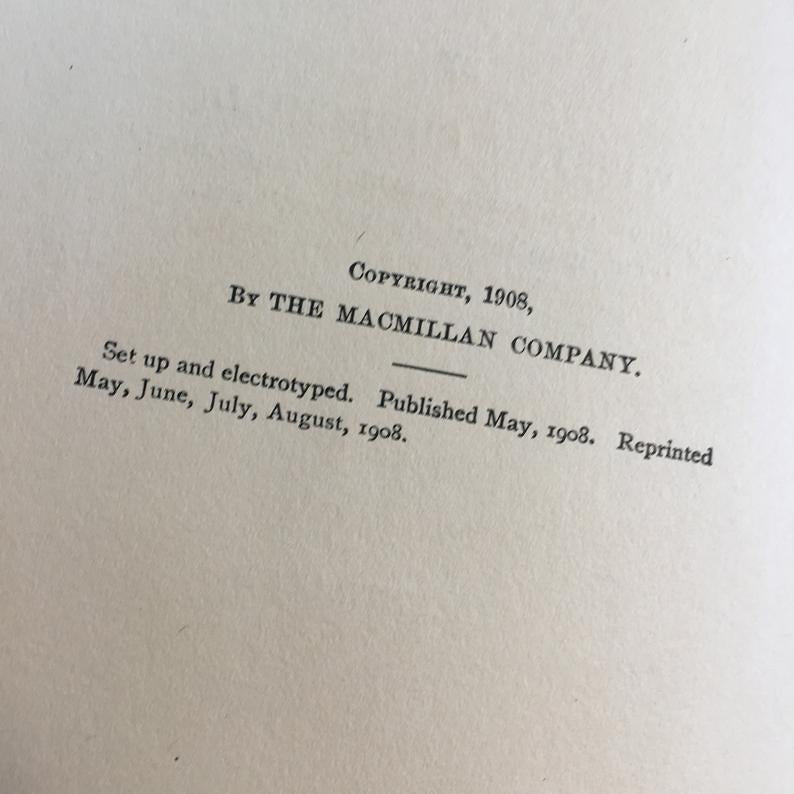 Copyright, 1908,
By THE MACMILLAN COMPANY.
Set up and electrotyped. Published May, 1908. Reprinted
May, June, July, August, 1908.